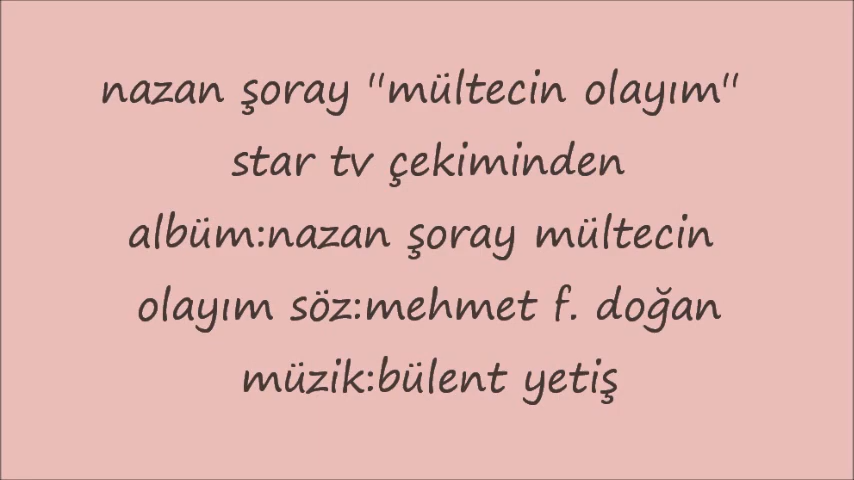 nazan şoray "mültecin olayım"
star tv çekiminden
albüm:nazan şoray mültecin
olayım söz:mehmet f. doğan
müzik:bülent yetiş